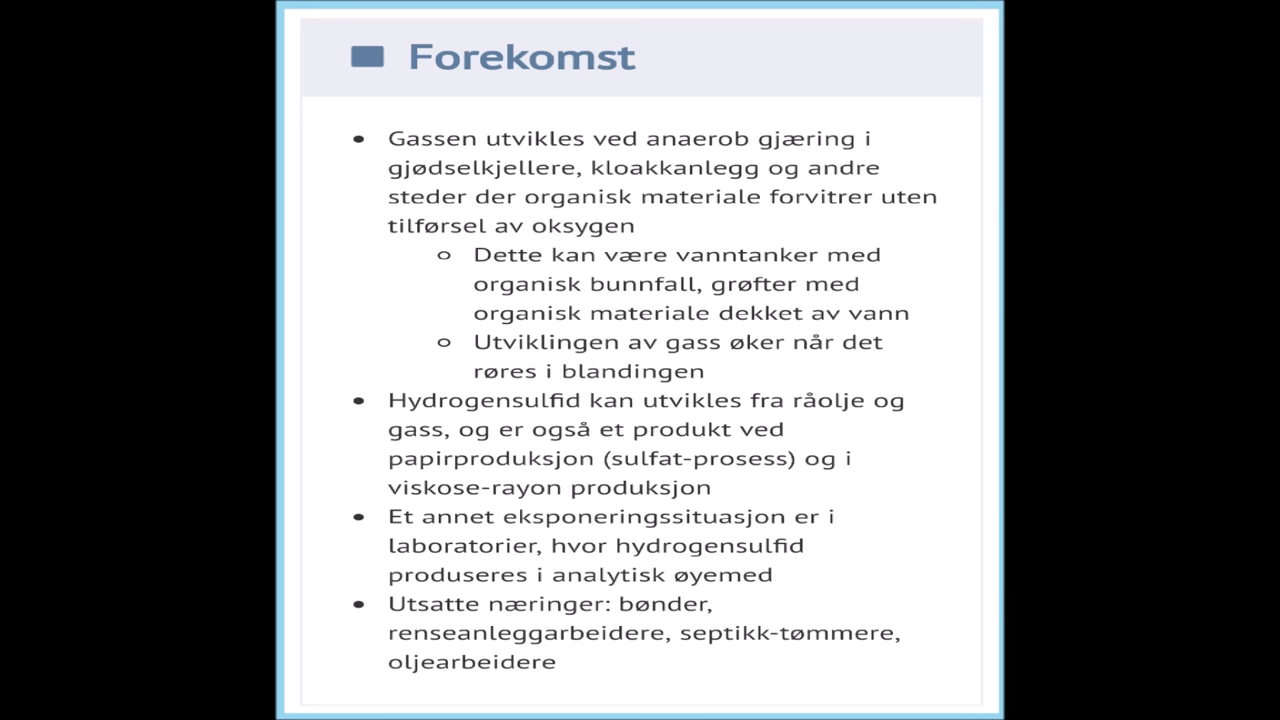 Forekomst
• Gassen utvikles ved anaerob gjæring i
gjødselkjellere, kloakkanlegg og andre
steder der organisk materiale forvitrer uten
tilførsel av oksygen
o Dette kan være vanntanker med
organisk bunnfall, grøfter med
organisk materiale dekket av vann
o Utviklingen av gass øker når det
røres i blandingen
• Hydrogensulfid kan utvikles fra råolje og
gass, og er også et produkt ved
papirproduksjon (sulfat-prosess) og i
viskose-rayon produksjon
• Et annet eksponeringssituasjon er i
laboratorier, hvor hydrogensulfid
produseres i analytisk øyemed
• Utsatte næringer: bønder,
renseanleggarbeidere, septikk-tømmere,
oljearbeidere